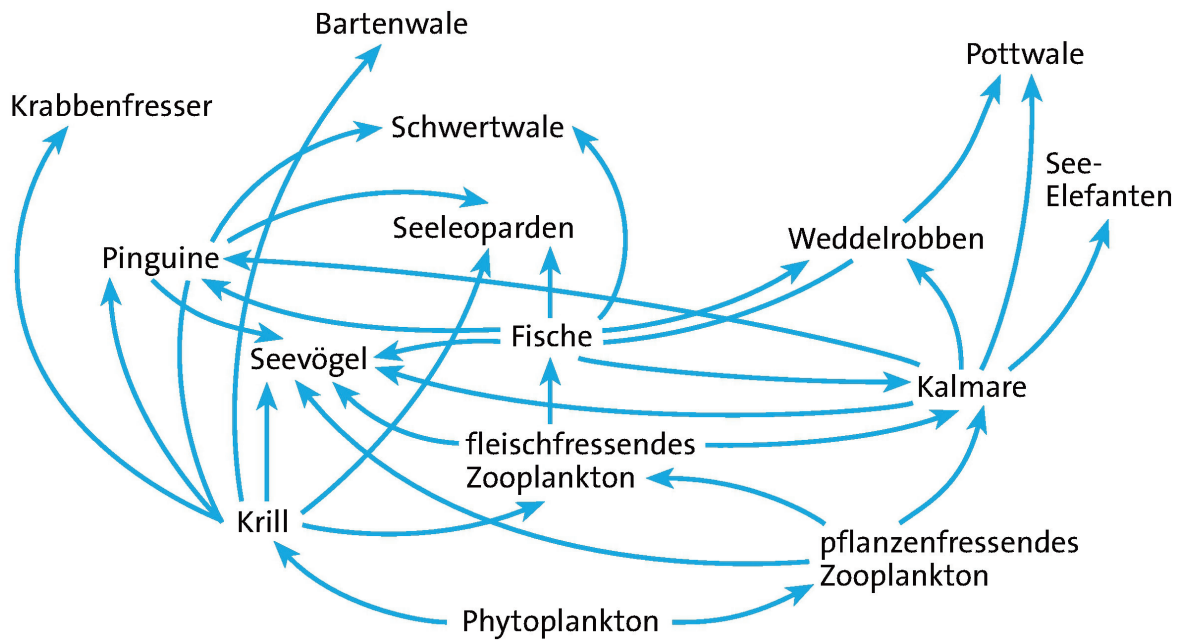 Bartenwale
Pottwale
Krabbenfresser
Schwertwale
See-
Elefanten
Seeleoparden
Weddelrobben
Pinguine
Fische
Seevögel
Kalmare
fleischfressendes
Zooplankton
Krill
pflanzenfressendes
Zooplankton
Phytoplankton